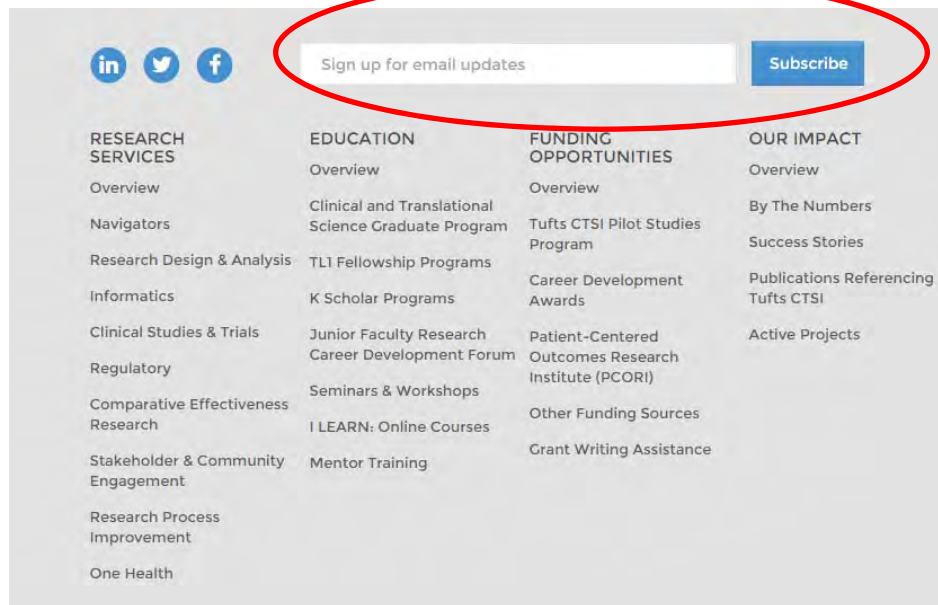 in f
Sign up for email updates
Subscribe
RESEARCH
SERVICES
Overview
Navigators
Research Design & Analysis
Informatics
Clinical Studies & Trials
Regulatory
Comparative Effectiveness
Research
Stakeholder & Community
Engagement
Research Process
Improvement
One Health
EDUCATION
Overview
Clinical and Translational
Science Graduate Program
TL1 Fellowship Programs
K Scholar Programs
Junior Faculty Research
Career Development Forum
Seminars & Workshops
I LEARN: Online Courses
Mentor Training
FUNDING
OPPORTUNITIES
Overview
Tufts CTSI Pilot Studies
Program
Career Development
Awards
Patient-Centered
Outcomes Research
Institute (PCORI)
Other Funding Sources
Grant Writing Assistance
OUR IMPACT
Overview
By The Numbers
Success Stories
Publications Referencing
Tufts CTSI
Active Projects